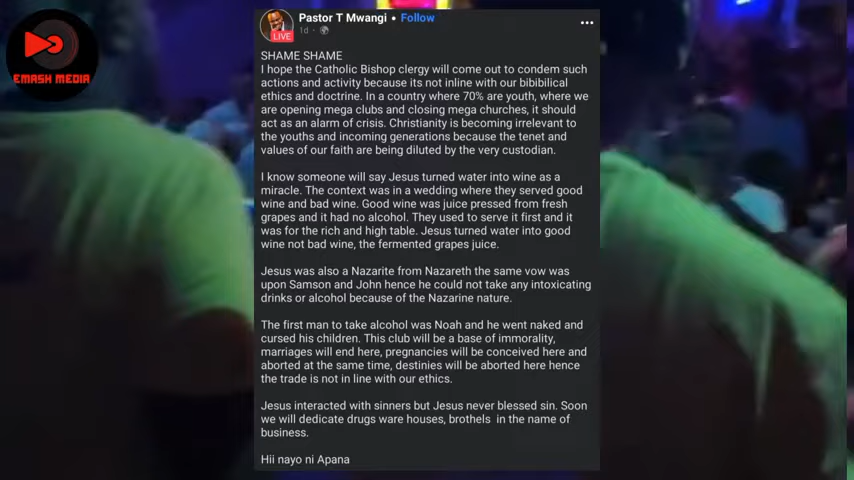 EMASH MEDIA
Pastor T Mwangi • Follow
LIVE
1d
SHAME SHAME
I hope the Catholic Bishop clergy will come out to condem such
actions and activity because its not inline with our bibibilical
ethics and doctrine. In a country where 70% are youth, where we
are opening mega clubs and closing mega churches, it should
act as an alarm of crisis. Christianity is becoming irrelevant to
the youths and incoming generations because the tenet and
values of our faith are being diluted by the very custodian.
I know someone will say Jesus turned water into wine as a
miracle. The context was in a wedding where they served good
wine and bad wine. Good wine was juice pressed from fresh
grapes and it had no alcohol. They used to serve it first and it
was for the rich and high table. Jesus turned water into good
wine not bad wine, the fermented grapes juice.
Jesus was also a Nazarite from Nazareth the same vow was
upon Samson and John hence he could not take any intoxicating
drinks or alcohol because of the Nazarine nature.
The first man to take alcohol was Noah and he went naked and
cursed his children. This club will be a base of immorality,
marriages will end here, pregnancies will be conceived here and
aborted at the same time, destinies will be aborted here hence
the trade is not in line with our ethics.
Jesus interacted with sinners but Jesus never blessed sin. Soon
we will dedicate drugs ware houses, brothels in the name of
business.
Hii nayo ni Apana